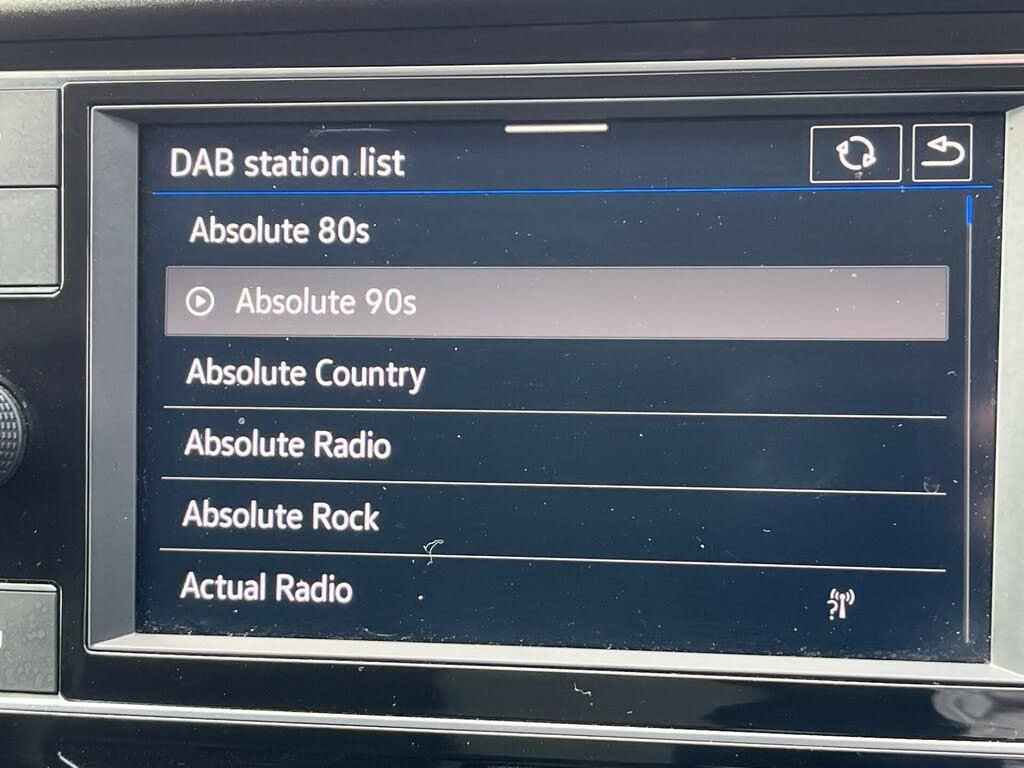 DAB station list
Absolute 80s
Absolute 90s
Absolute Country
Absolute Radio
Absolute Rock
Actual Radio